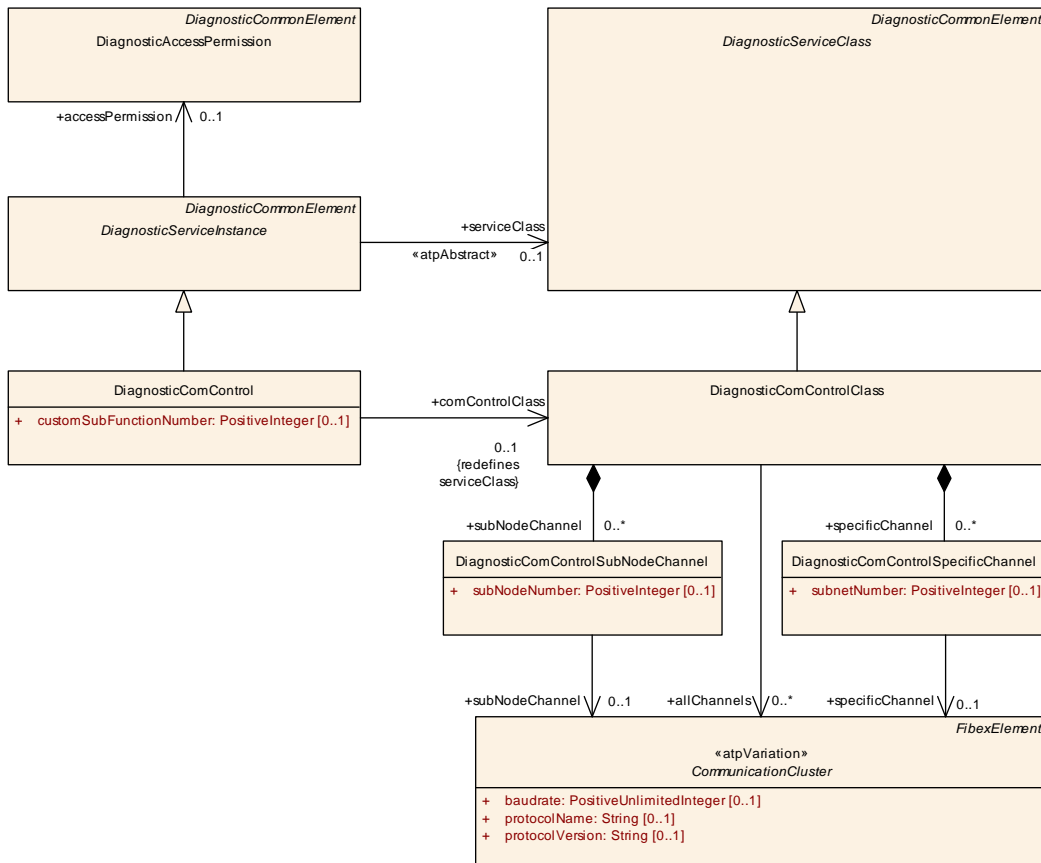 DiagnosticCommonElement
DiagnosticAccessPermission
DiagnosticCommonElement
DiagnosticServiceClass
+accessPermission
0..1
DiagnosticCommonElement
DiagnosticServiceInstance
+serviceClass
«atpAbstract»
0..1
DiagnosticComControl
+ customSubFunctionNumber: PositiveInteger [0..1]
+comControlClass
0..1
{redefines
serviceClass}
DiagnosticComControlClass
+subNodeChannel
0..*
+specificChannel
0..*
DiagnosticComControlSubNodeChannel
+ subNodeNumber: PositiveInteger [0..1]
DiagnosticComControlSpecificChannel
+ subnetNumber: PositiveInteger [0..1]
+subNodeChannel
0..1
+allChannels
0..*
+specificChannel
0..1
FibexElement
«atpVariation»
CommunicationCluster
+ baudrate: PositiveUnlimitedInteger [0..1]
+ protocolName: String [0..1]
+ protocolVersion: String [0..1]